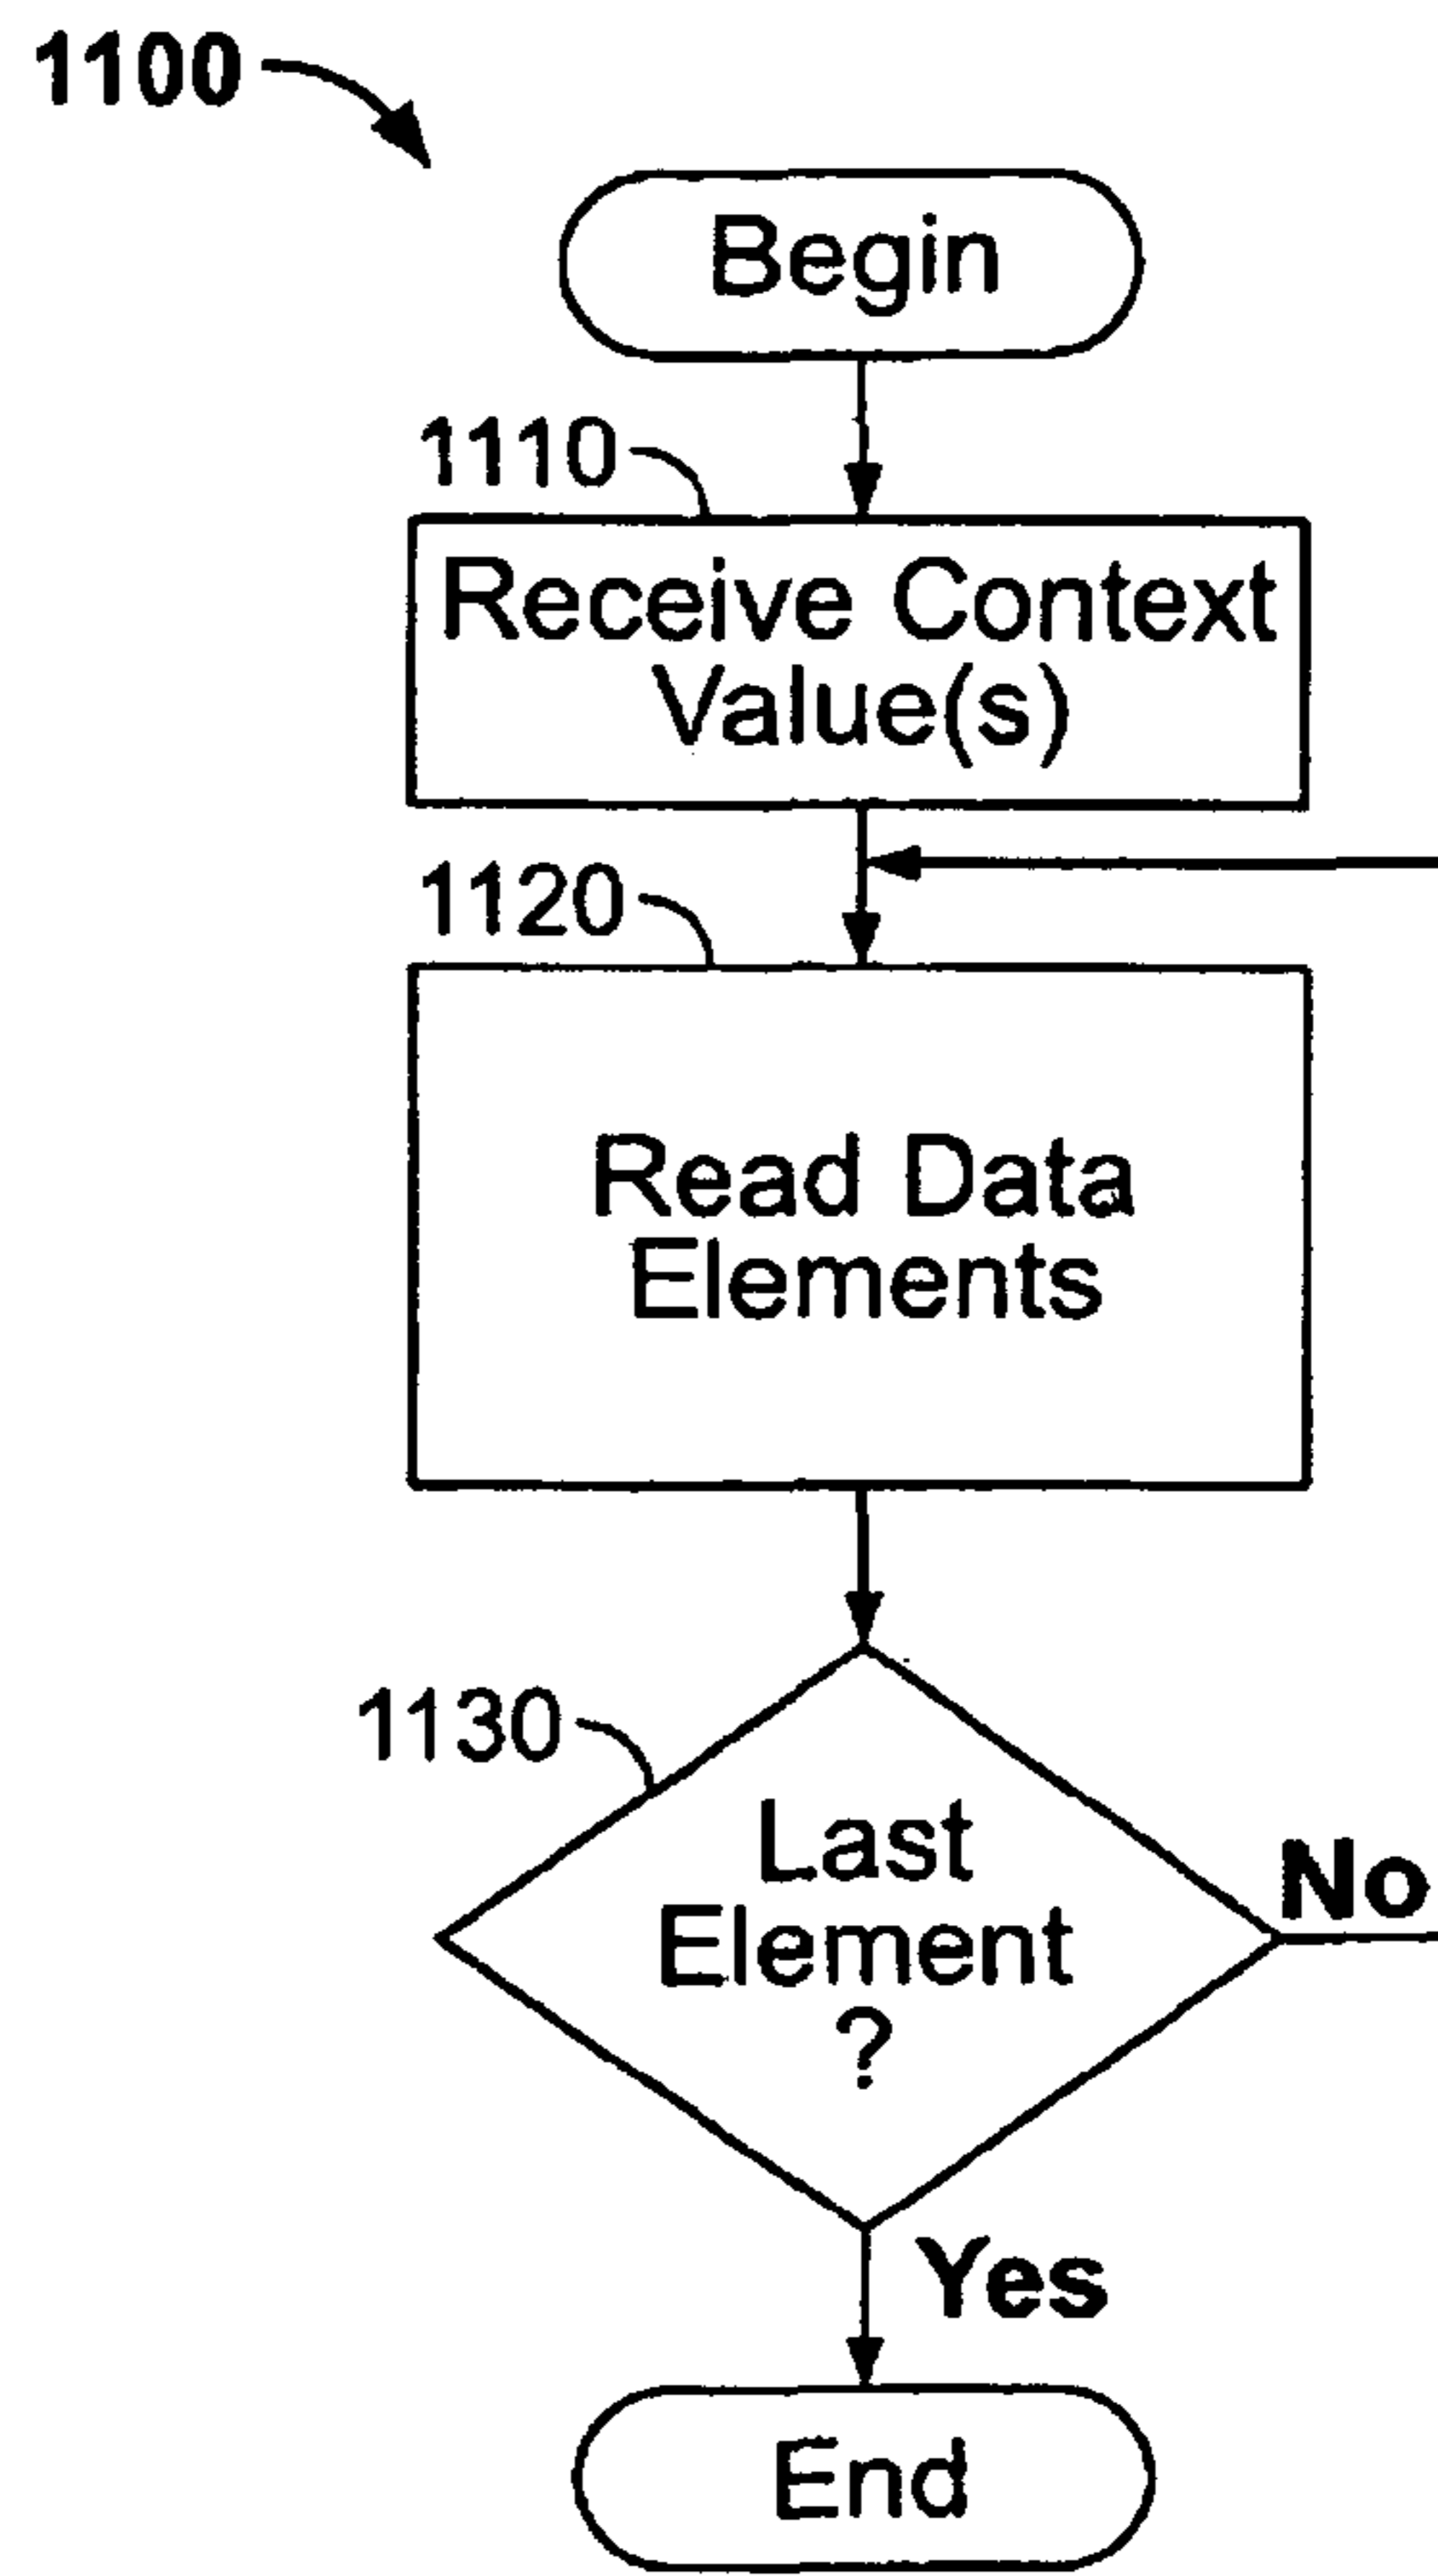 1100
Begin
1110
Receive Context
Value(s)
1120
Read Data
Elements
1130
Last
Element
?
No
Yes
End